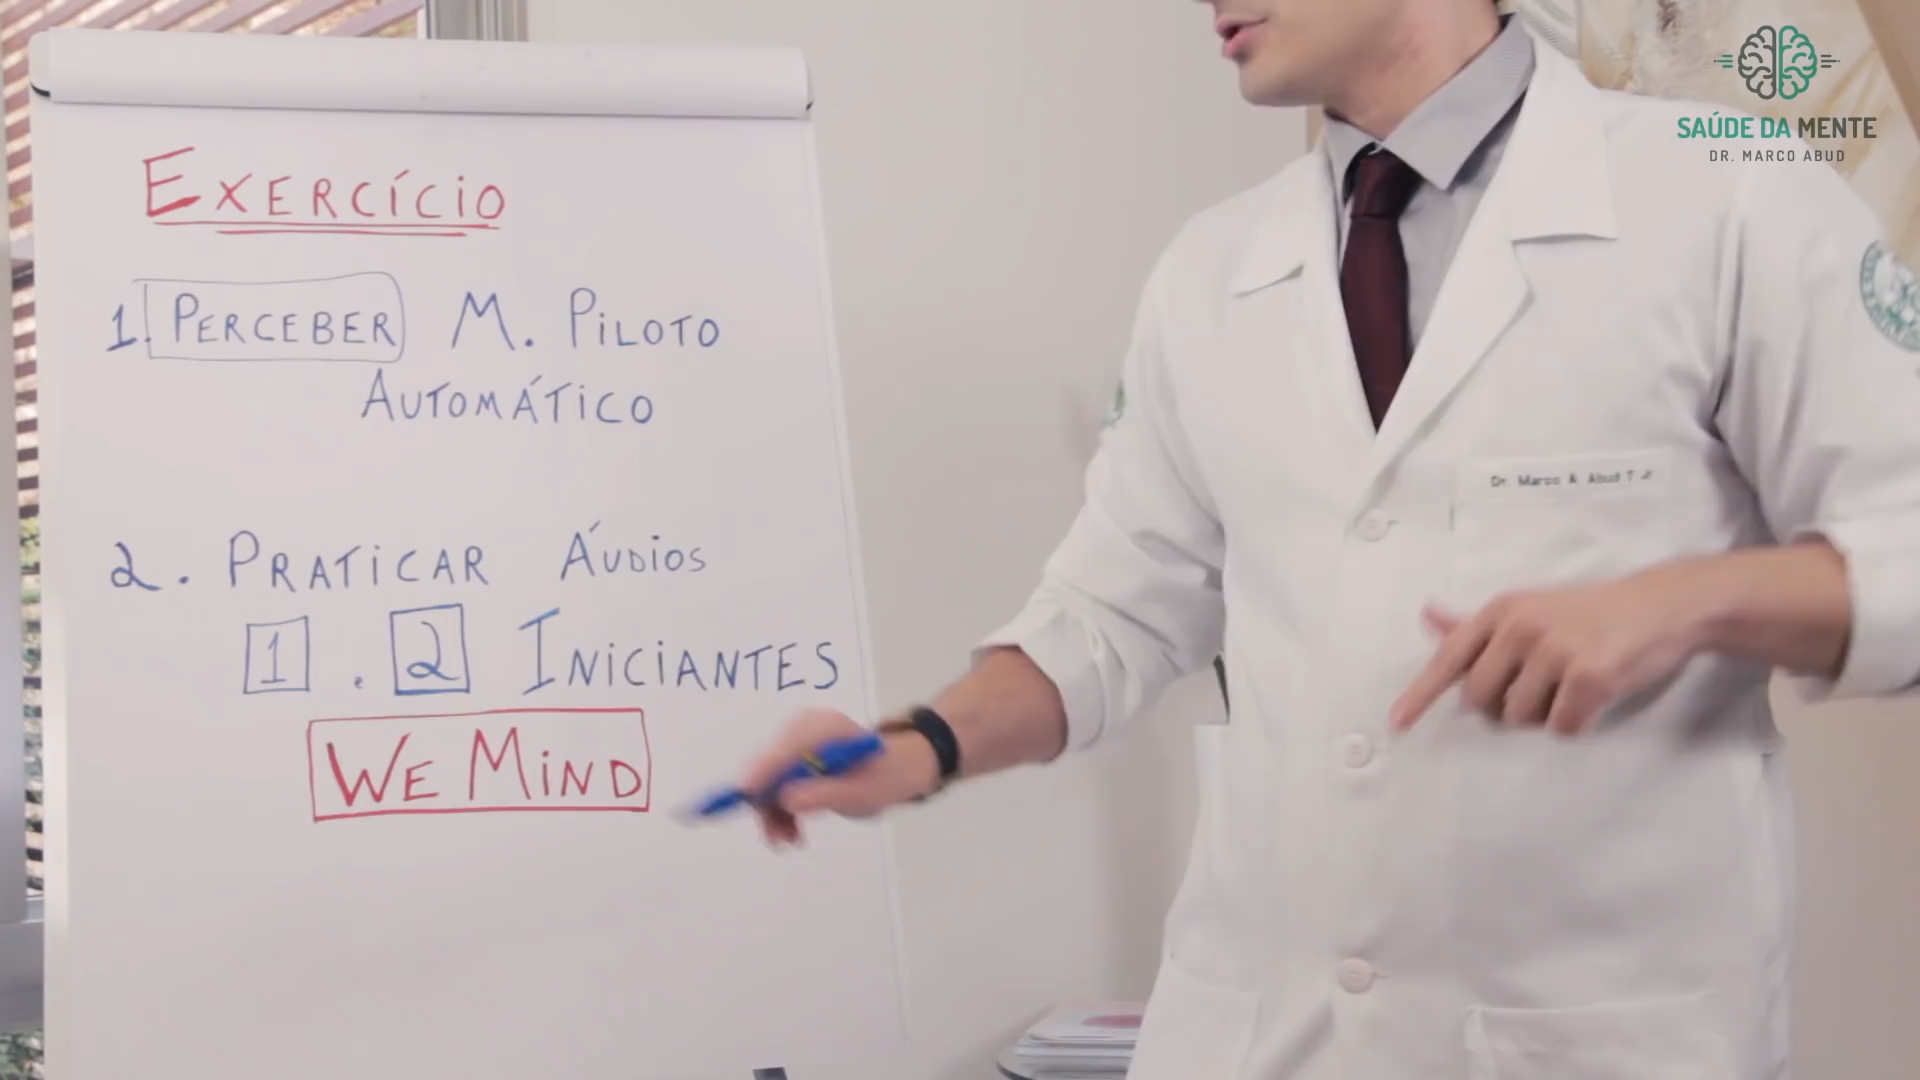 EXERCÍCIO
1. PERCEBER M. PILOTO
AUTOMÁTICO
2. PRATICAR ÁUDIOS
1 . 2 INICIANTES
WE MIND
SAÚDE DA MENTE
DR. MARCO ABUD
Dr. Marco A. Abud T. Jr.